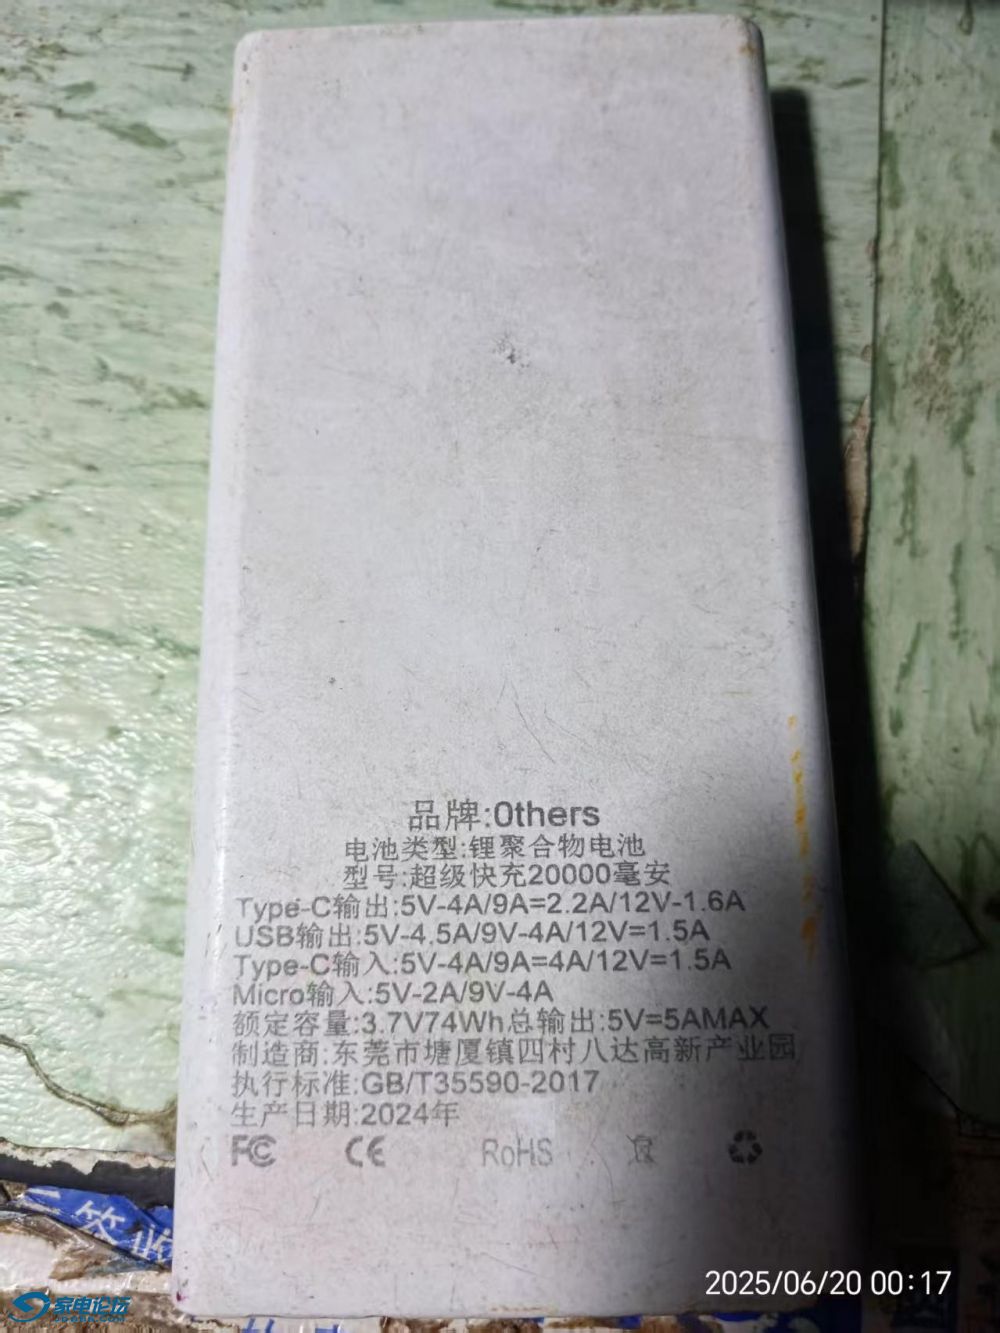 品牌:Others
电池类型:锂聚合物电池
型号:超级快充20000毫安
Type-C输出:5V-4A/9A=2.2A/12V-1.6A
USB输出:5V-4.5A/9V-4A/12V=1.5A
Type-C输入:5V-4A/9A=4A/12V=1.5A
Micro输入:5V-2A/9V-4A
额定容量:3.7V74Wh总输出:5V=5AMAX
制造商:东莞市塘厦镇四村八达高新产业园
执行标准:GB/T35590-2017
生产日期:2024年
FC CE RoHS
签收
2025/06/20 00:17
家电论坛